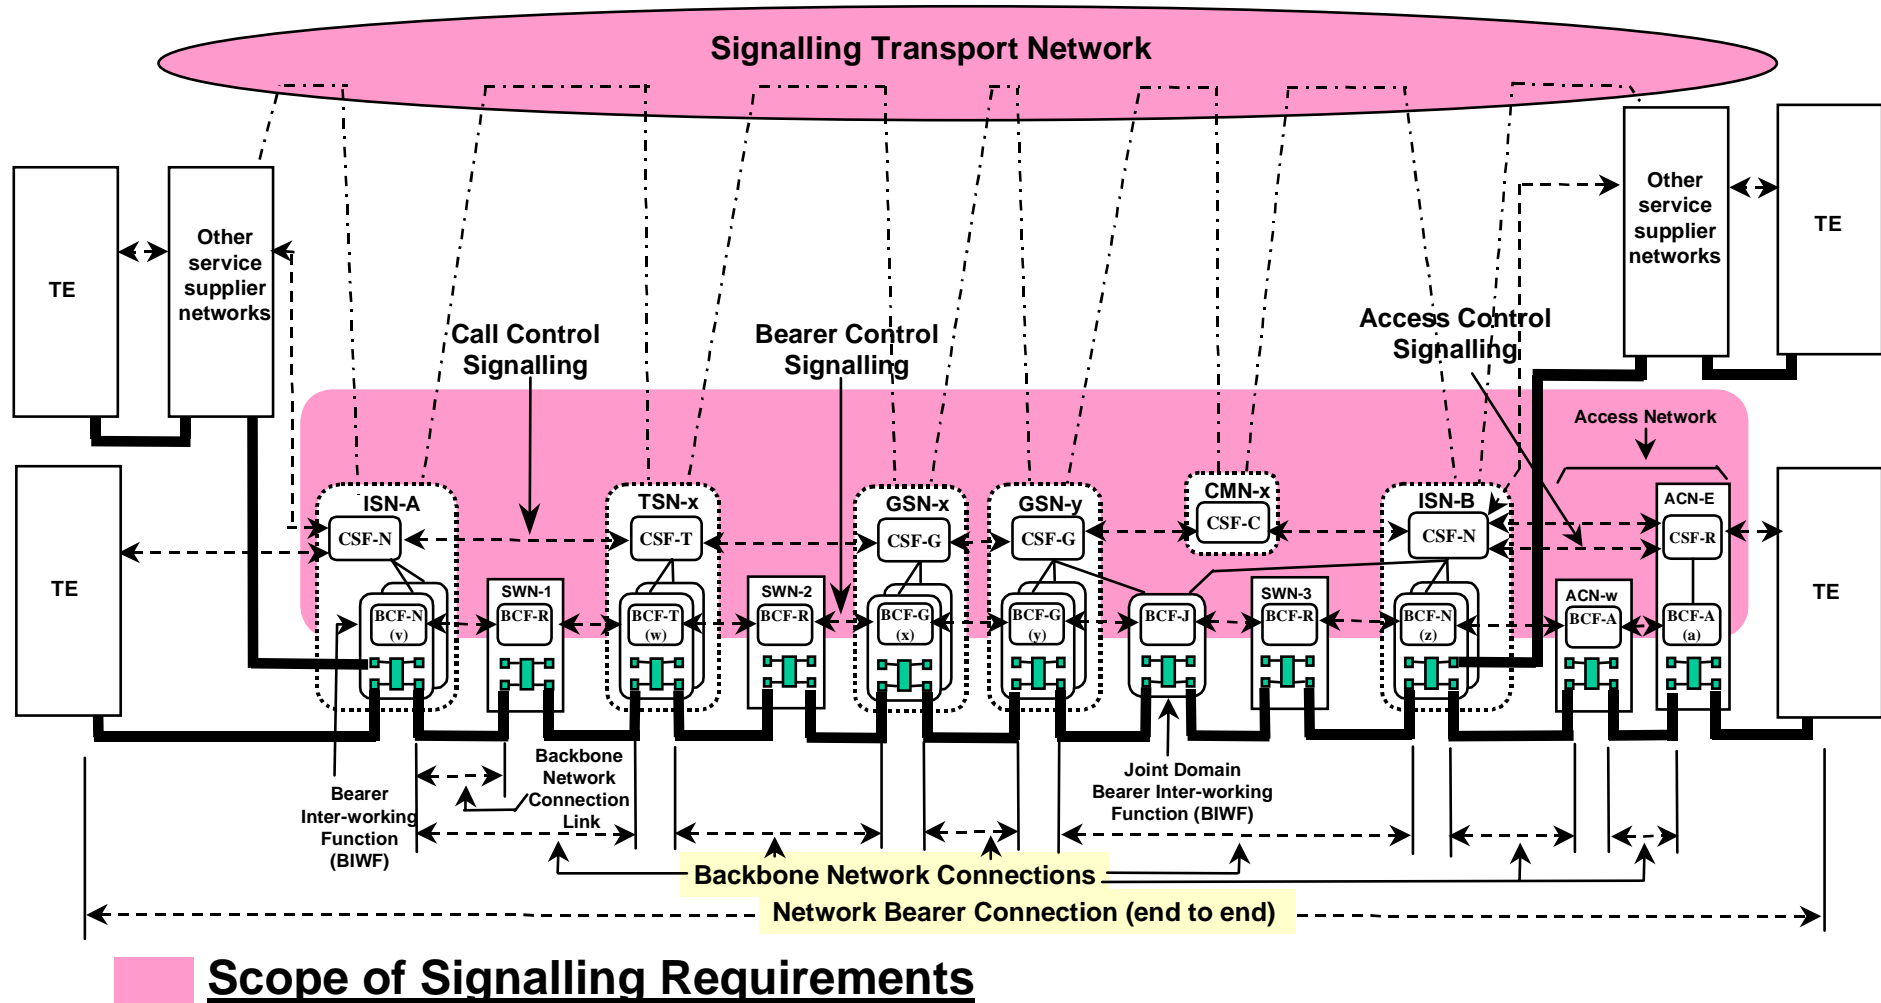 Signalling Transport Network
TE
Other
service
supplier
networks
Other
service
supplier
networks
TE
Call Control
Signalling
Bearer Control
Signalling
Access Control
Signalling
Access Network
TE
ISN-A
CSF-N
BCF-N
(v)
SWN-1
BCF-R
TSN-x
CSF-T
BCF-T
(w)
SWN-2
BCF-R
GSN-x
CSF-G
BCF-G
(x)
GSN-y
CSF-G
BCF-G
(y)
BCF-J
CMN-x
CSF-C
SWN-3
BCF-R
ISN-B
CSF-N
BCF-N
(z)
ACN-w
BCF-A
ACN-E
CSF-R
BCF-A
(a)
TE
Bearer
Inter-working
Function
(BIWF)
Backbone
Network
Connection
Link
Joint Domain
Bearer Inter-working
Function (BIWF)
Backbone Network Connections
Network Bearer Connection (end to end)
Scope of Signalling Requirements